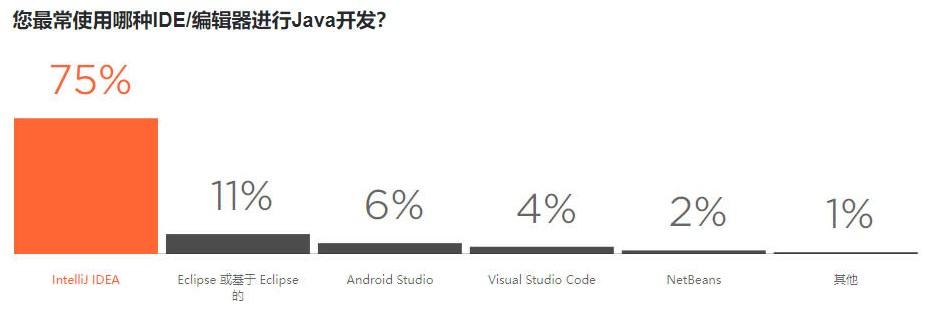 您最常使用哪种IDE/编辑器进行Java开发?
75%
11%
6%
4%
2%
1%
IntelliJ IDEA
Eclipse 或基于 Eclipse
的
Android Studio
Visual Studio Code
NetBeans
其他